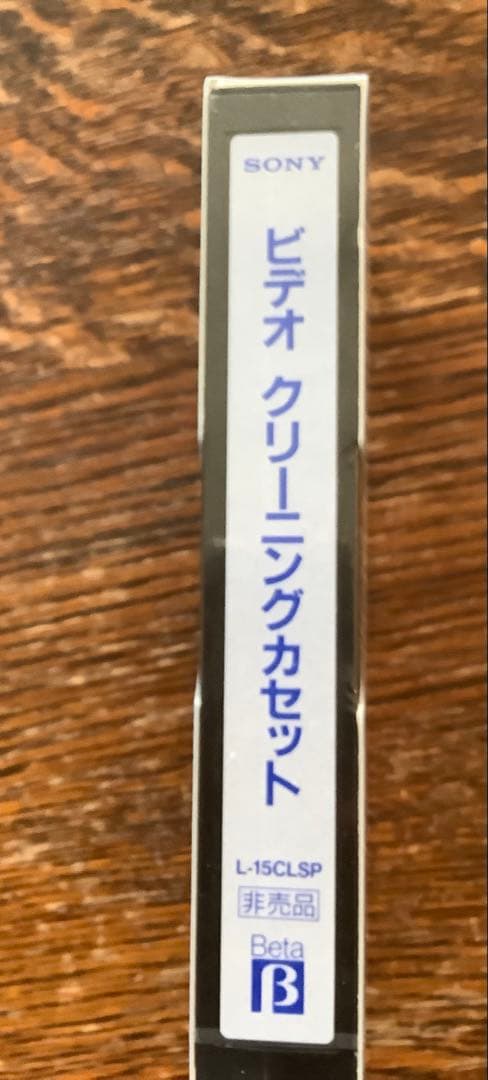 SONY
ビデオ クリーニングカセット
L-15CLSP
非売品
Beta
β